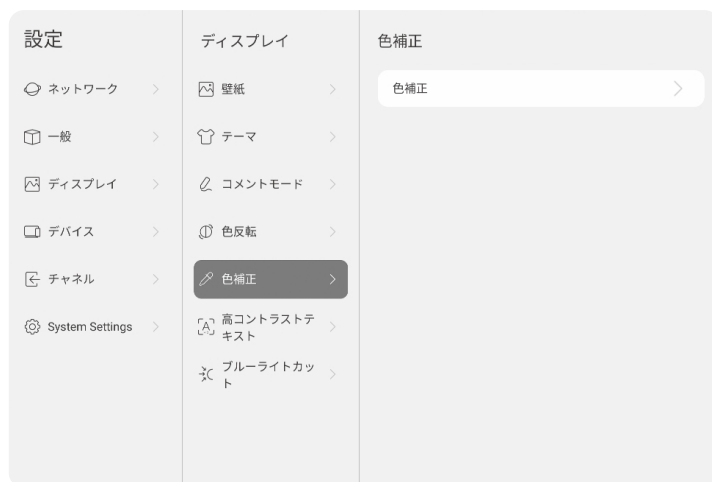 設定
ネットワーク
一般
ディスプレイ
デバイス
チャネル
System Settings
ディスプレイ
壁紙
テーマ
コメントモード
色反転
色補正
高コントラストテ
キスト
ブルーライトカッ
ト
色補正
色補正